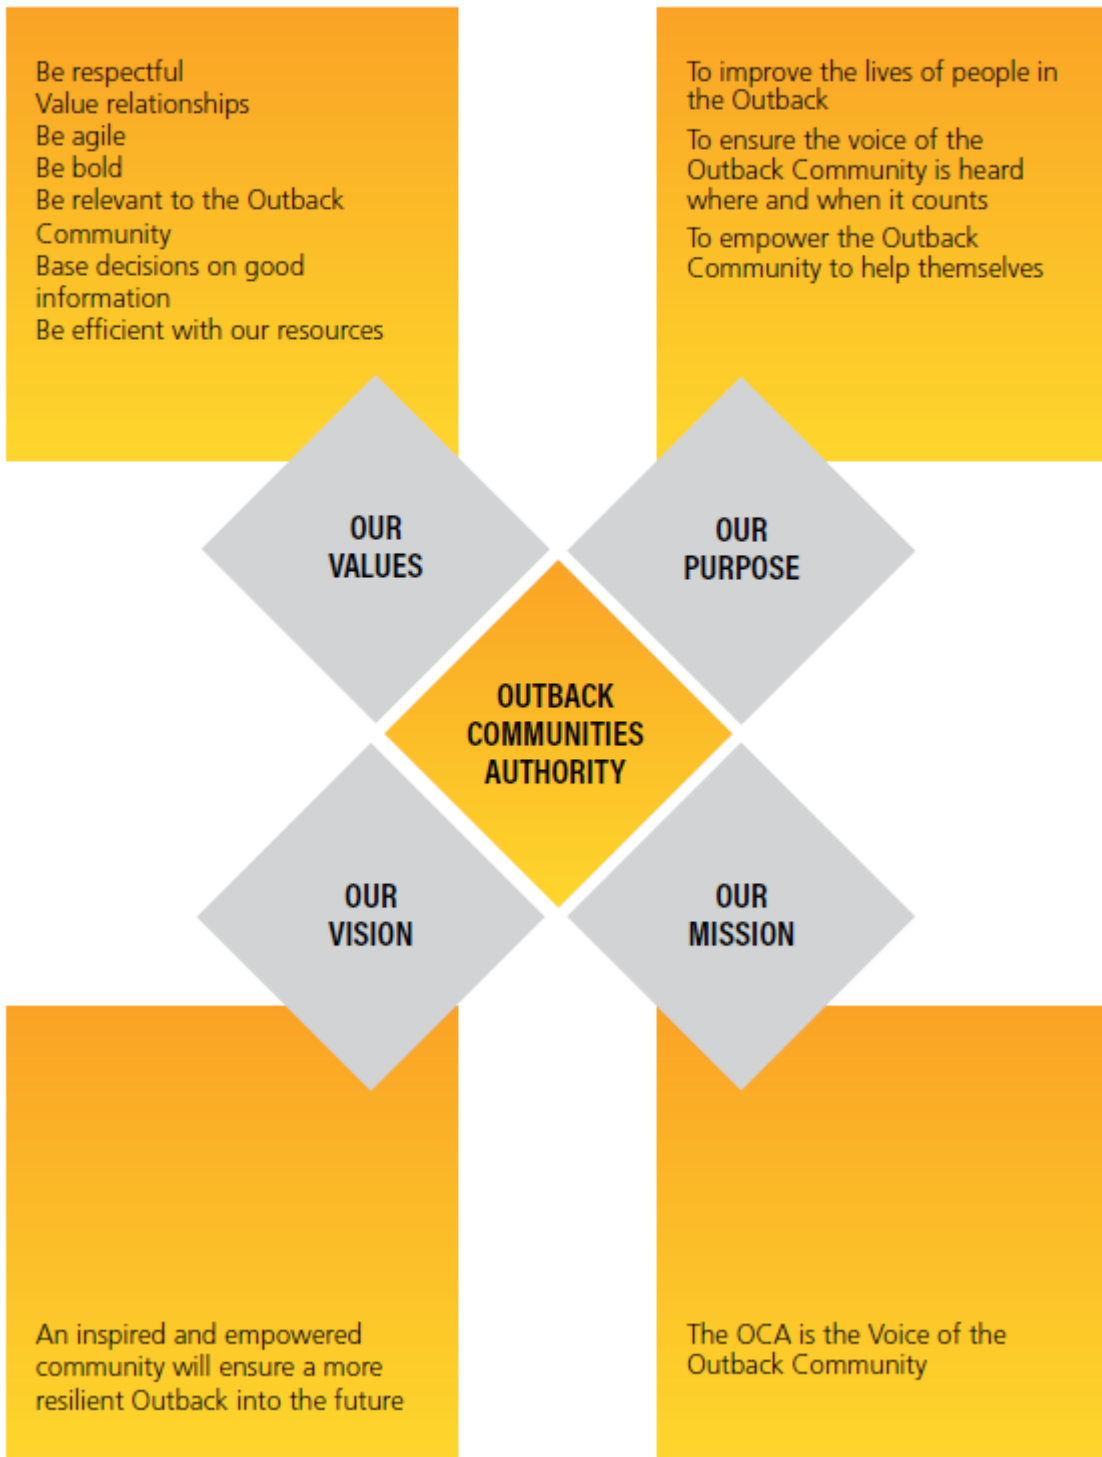 Be respectful
Value relationships
Be agile
Be bold
Be relevant to the Outback
Community
Base decisions on good
information
Be efficient with our resources
To improve the lives of people in
the Outback
To ensure the voice of the
Outback Community is heard
where and when it counts
To empower the Outback
Community to help themselves
OUR
VALUES
OUR
PURPOSE
OUTBACK
COMMUNITIES
AUTHORITY
OUR
VISION
OUR
MISSION
An inspired and empowered
community will ensure a more
resilient Outback into the future
The OCA is the Voice of the
Outback Community